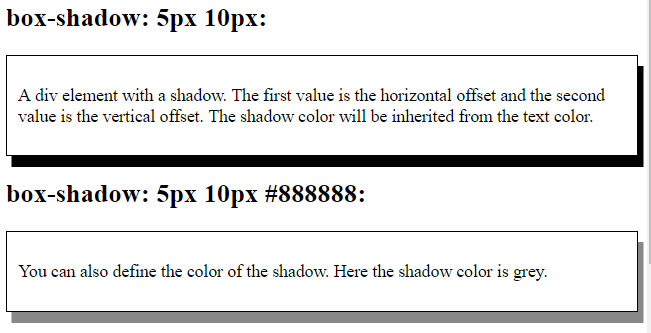 box-shadow: 5px 10px:
A div element with a shadow. The first value is the horizontal offset and the second
value is the vertical offset. The shadow color will be inherited from the text color.
box-shadow: 5px 10px #888888:
You can also define the color of the shadow. Here the shadow color is grey.